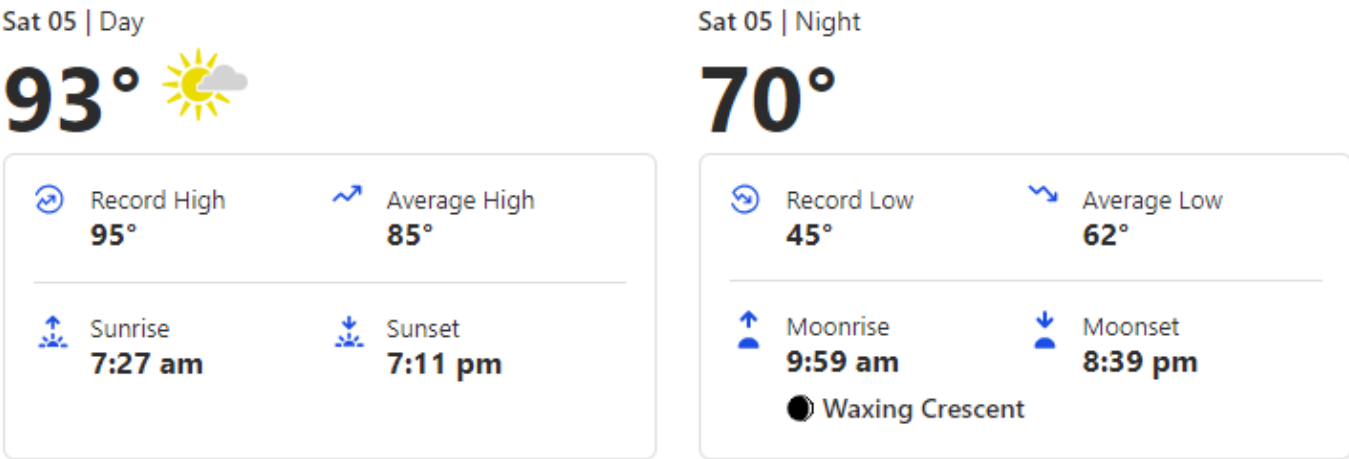 Sat 05 | Day
93°
Record High
95°
Average High
85°
Sunrise
7:27 am
Sunset
7:11 pm
Sat 05 | Night
70°
Record Low
45°
Average Low
62°
Moonrise
9:59 am
Waxing Crescent
Moonset
8:39 pm